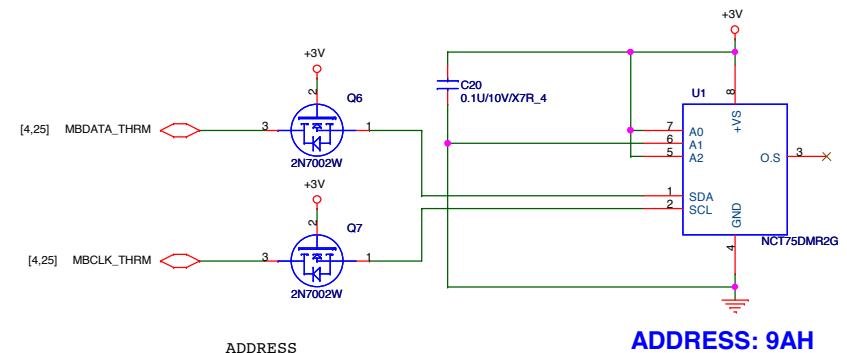 +3V
+3V
2
Q6
[4,25] MBDATA_THRM
3
1
2N7002W
+3V
2
Q7
[4,25] MBCLK_THRM
3
1
2N7002W
C20
0.1U/10V/X7R_4
U1
8
+VS
7 A0
6 A1
5 A2
O.S 3
1 SDA
2 SCL
GND
4
NCT75DMR2G
ADDRESS
ADDRESS: 9AH